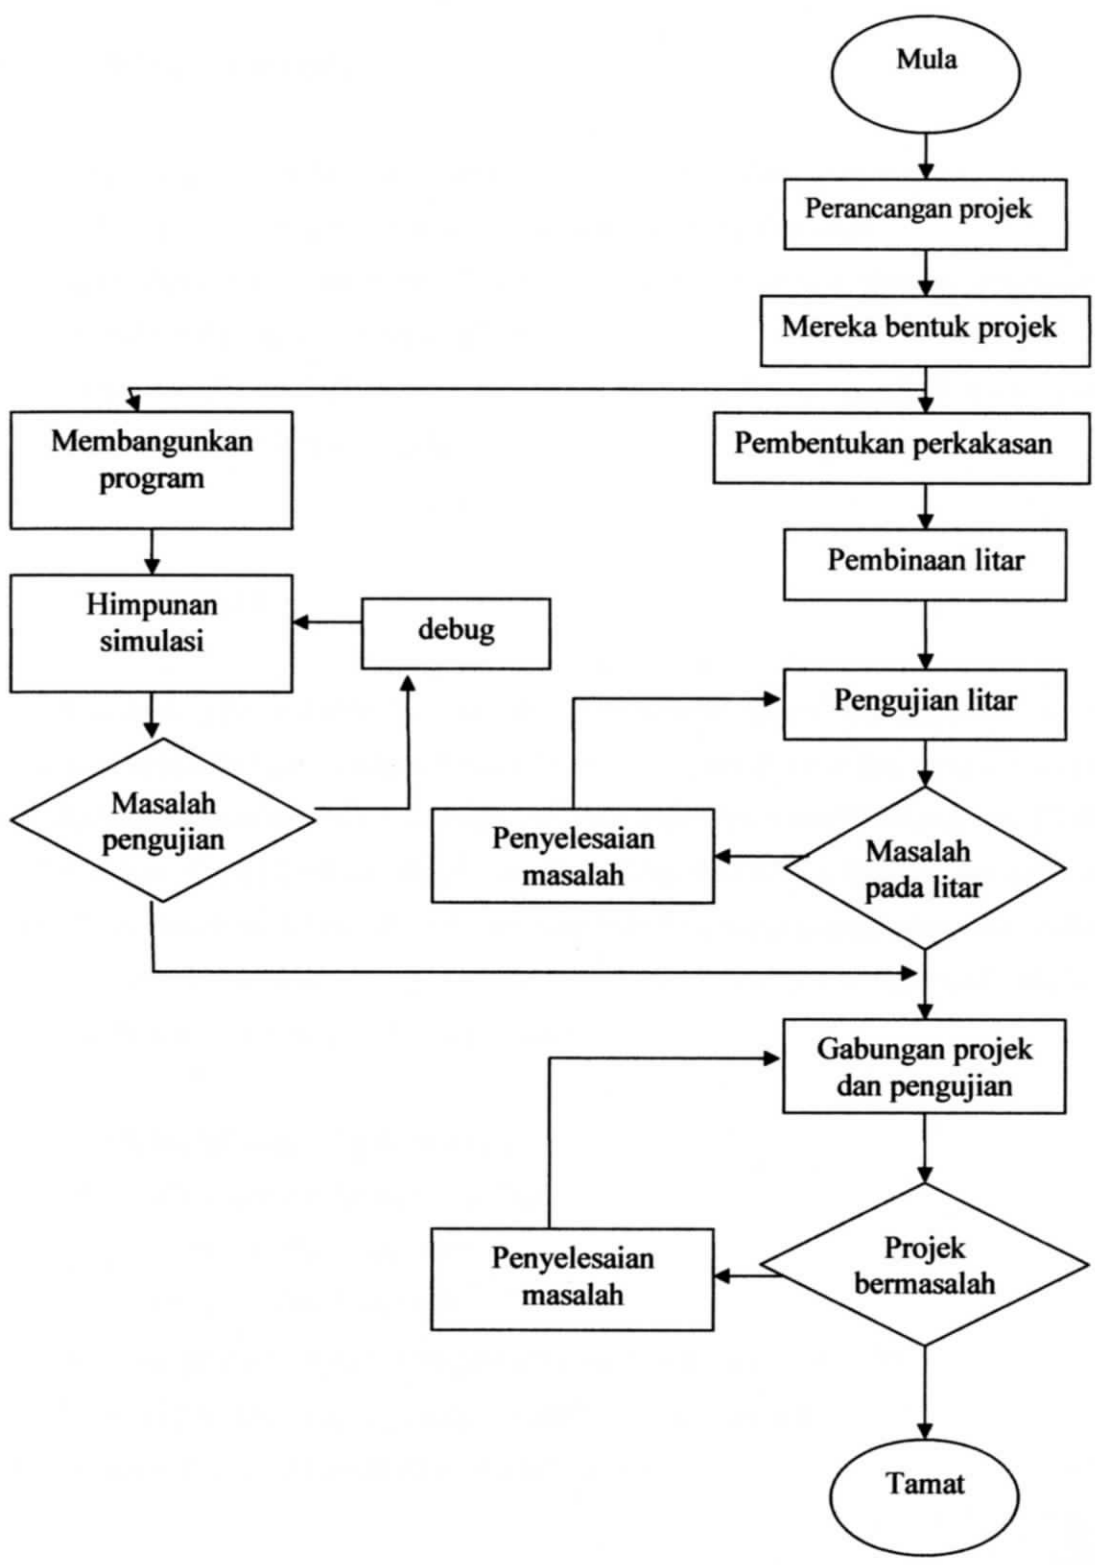 Mula
Perancangan projek
Mereka bentuk projek
Membangunkan
program
Pembentukan perkakasan
Pembinaan litar
Himpunan
simulasi
debug
Pengujian litar
Masalah
pengujian
Penyelesaian
masalah
Masalah
pada litar
Gabungan projek
dan pengujian
Penyelesaian
masalah
Projek
bermasalah
Tamat